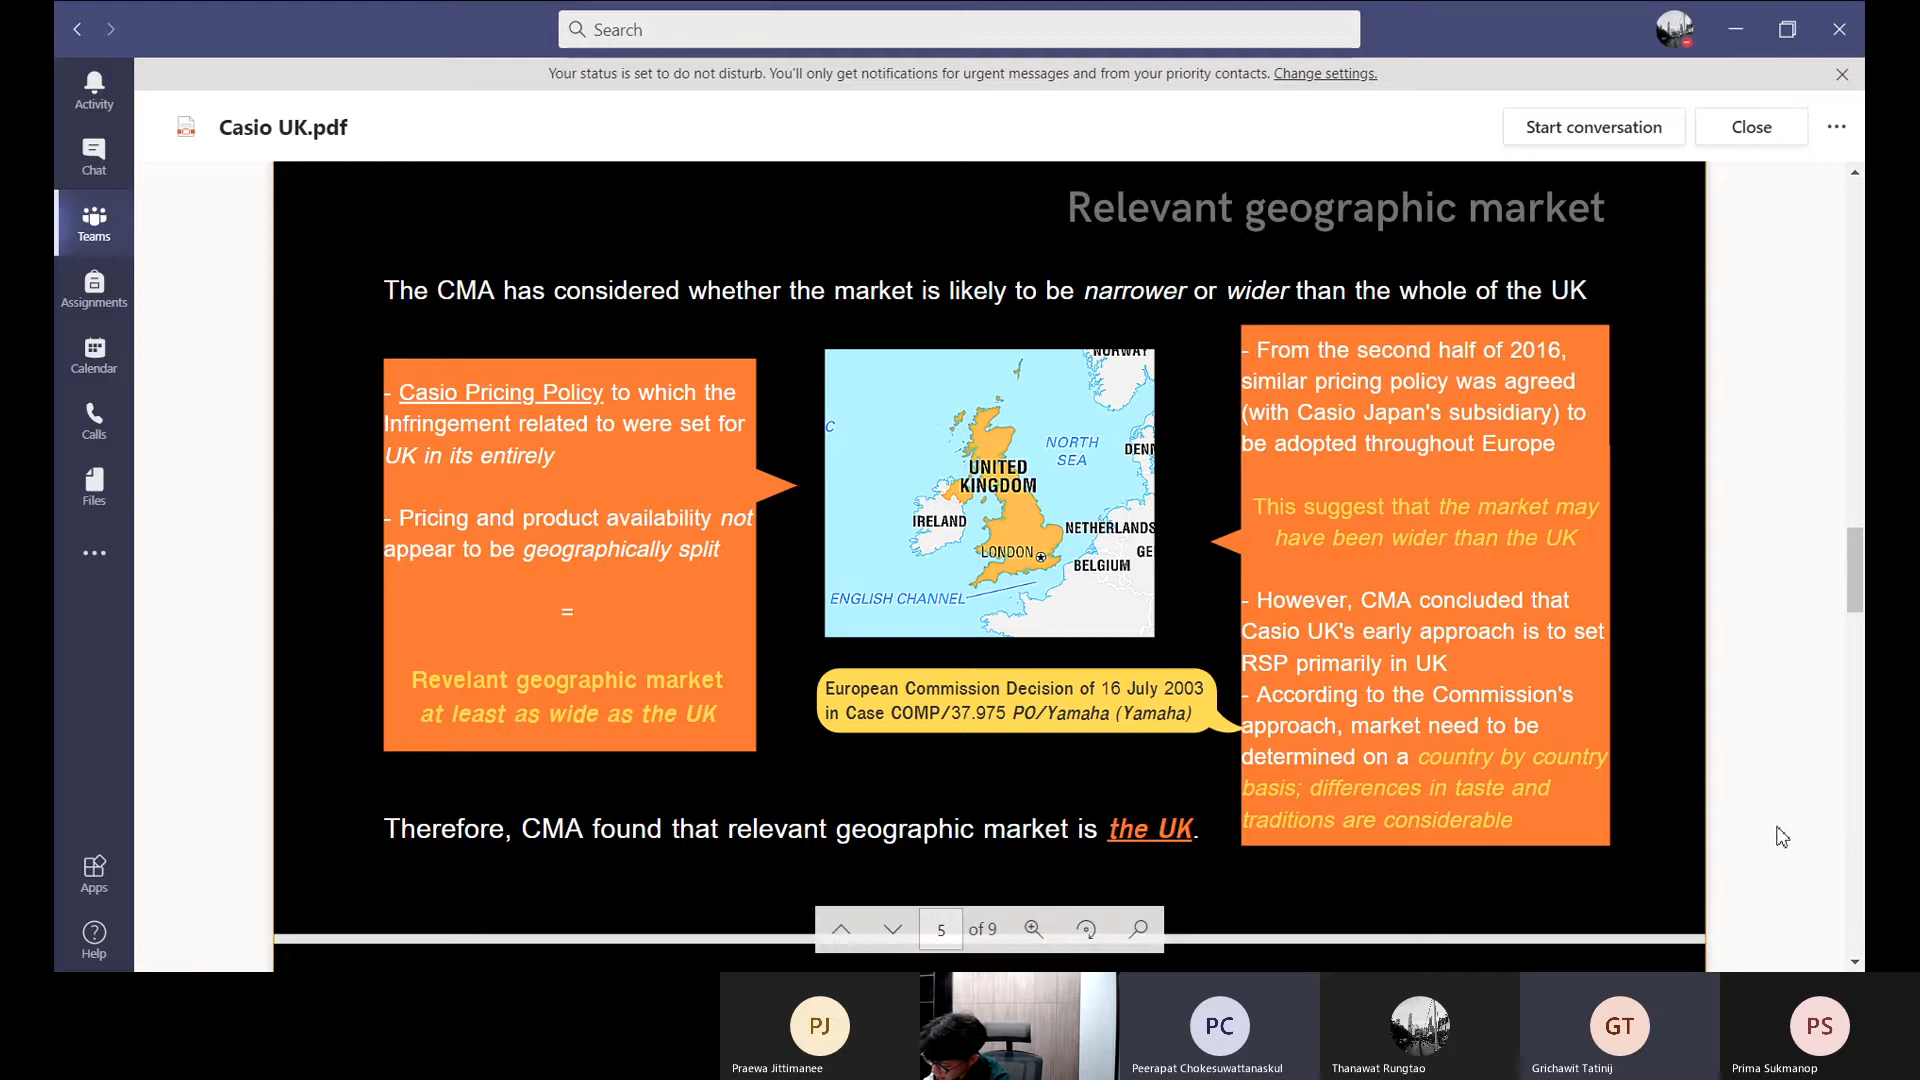 Search
Your status is set to do not disturb. You'll only get notifications for urgent messages and from your priority contacts. Change settings.
Activity
Chat
Teams
Assignments
Calendar
Calls
Files
Apps
Help
Casio UK.pdf
Start conversation
Close
Relevant geographic market
The CMA has considered whether the market is likely to be narrower or wider than the whole of the UK
- Casio Pricing Policy to which the
Infringement related to were set for
UK in its entirely
- Pricing and product availability not
appear to be geographically split
=
Revelant geographic market
at least as wide as the UK
NORWAY
C
NORTH
SEA
DEN
UNITED
KINGDOM
IRELAND
NETHERLANDS
LONDON
GE
BELGIUM
ENGLISH CHANNEL
European Commission Decision of 16 July 2003
in Case COMP/37.975 PO/Yamaha (Yamaha)
- From the second half of 2016,
similar pricing policy was agreed
(with Casio Japan's subsidiary) to
be adopted throughout Europe
This suggest that the market may
have been wider than the UK
- However, CMA concluded that
Casio UK's early approach is to set
RSP primarily in UK
- According to the Commission's
approach, market need to be
determined on a country by country
basis; differences in taste and
traditions are considerable
Therefore, CMA found that relevant geographic market is the UK.
5 of 9
PJ
Praewa Jittimanee
PC
Peerapat Chokesuwattanaskul
Thanawat Rungtao
GT
Grichawit Tatinij
PS
Prima Sukmanop